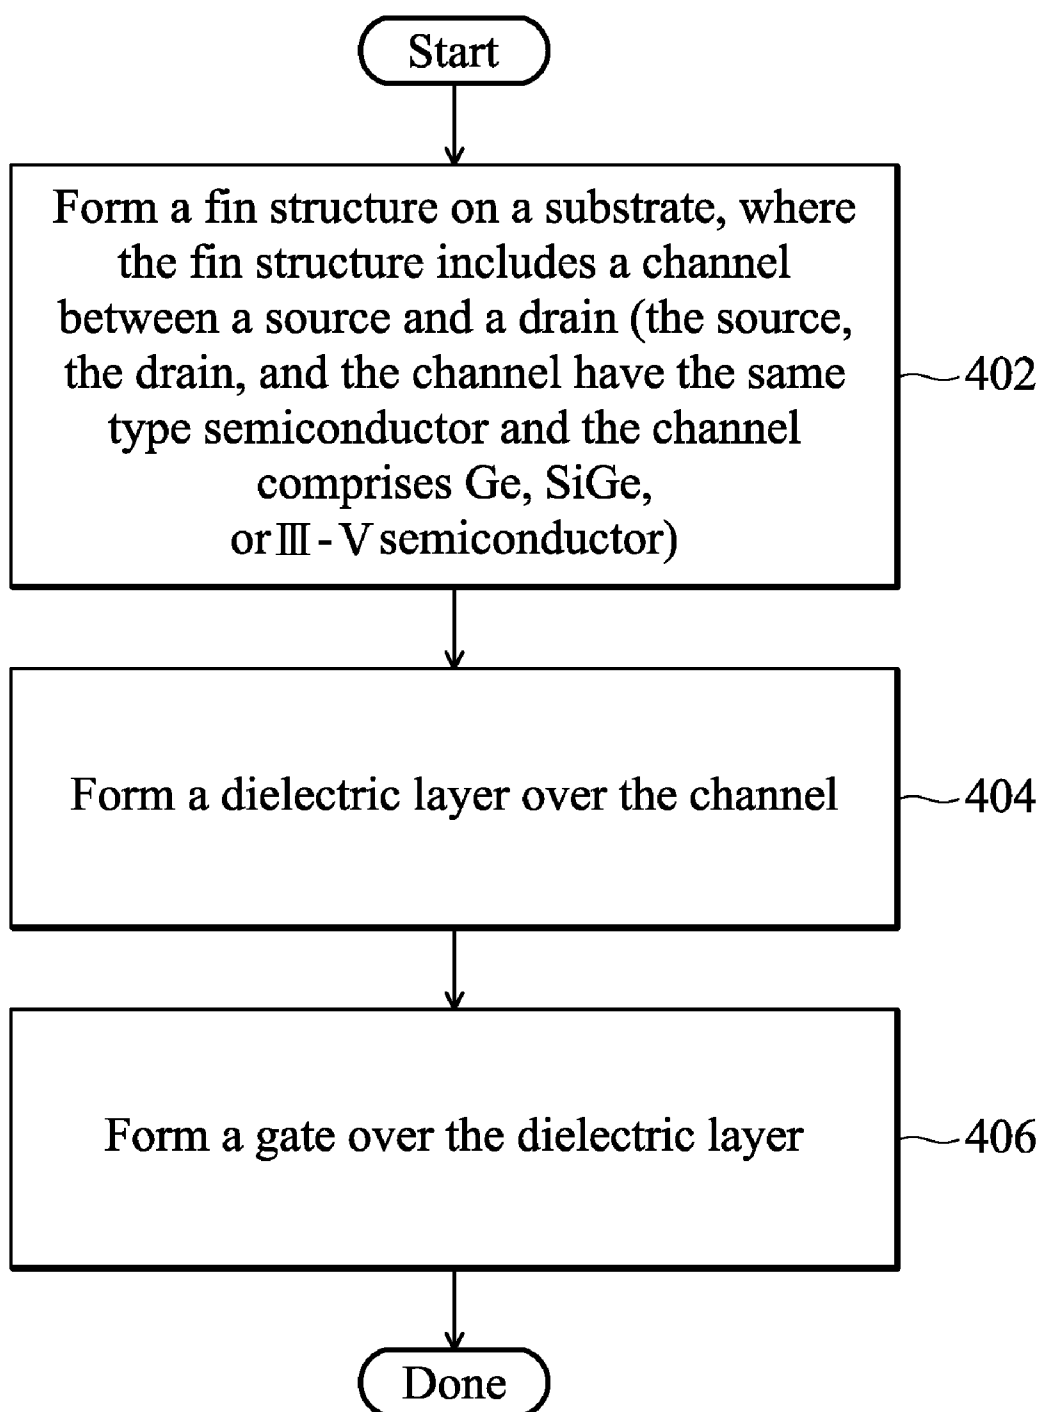 Start
Form a fin structure on a substrate, where
the fin structure includes a channel
between a source and a drain (the source,
the drain, and the channel have the same
type semiconductor and the channel
comprises Ge, SiGe,
or Ⅲ - V semiconductor)
402
Form a dielectric layer over the channel
404
Form a gate over the dielectric layer
406
Done